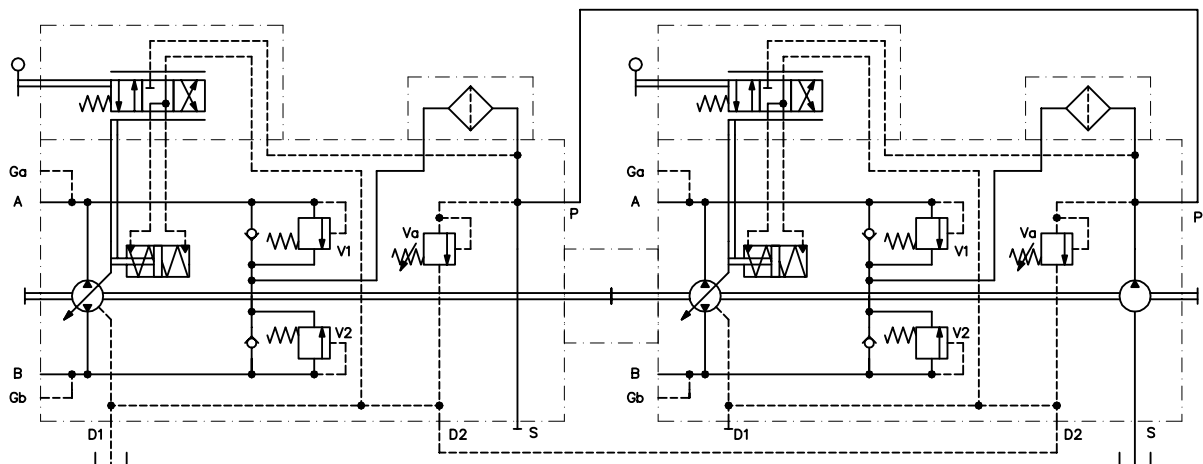 Ga Ga
A P A P
Va Va
V1 V1
V2 V2
B B
Gb Gb
D1 D2 S D1 D2 S